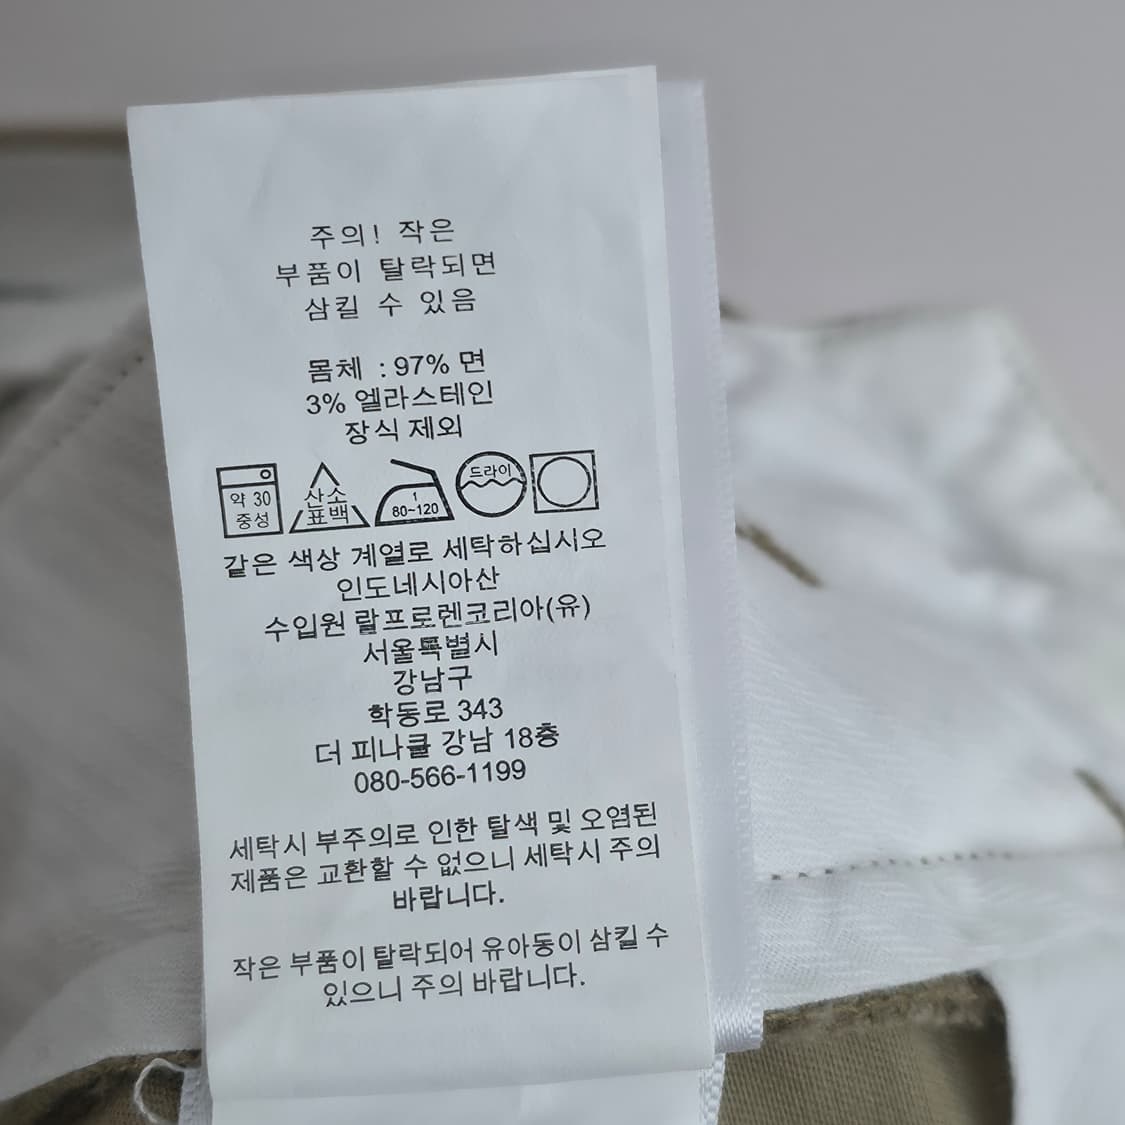 주의! 작은
부품이 탈락되면
삼킬 수 있음
몸체 : 97% 면
3% 엘라스테인
장식 제외
약 30
중성
산소
표백
1
80~120
드라이
같은 색상 계열로 세탁하십시오
인도네시아산
수입원 랄프로렌코리아(유)
서울특별시
강남구
학동로 343
더 피나클 강남 18층
080-566-1199
세탁시 부주의로 인한 탈색 및 오염된
제품은 교환할 수 없으니 세탁시 주의
바랍니다.
작은 부품이 탈락되어 유아동이 삼킬 수
있으니 주의 바랍니다.